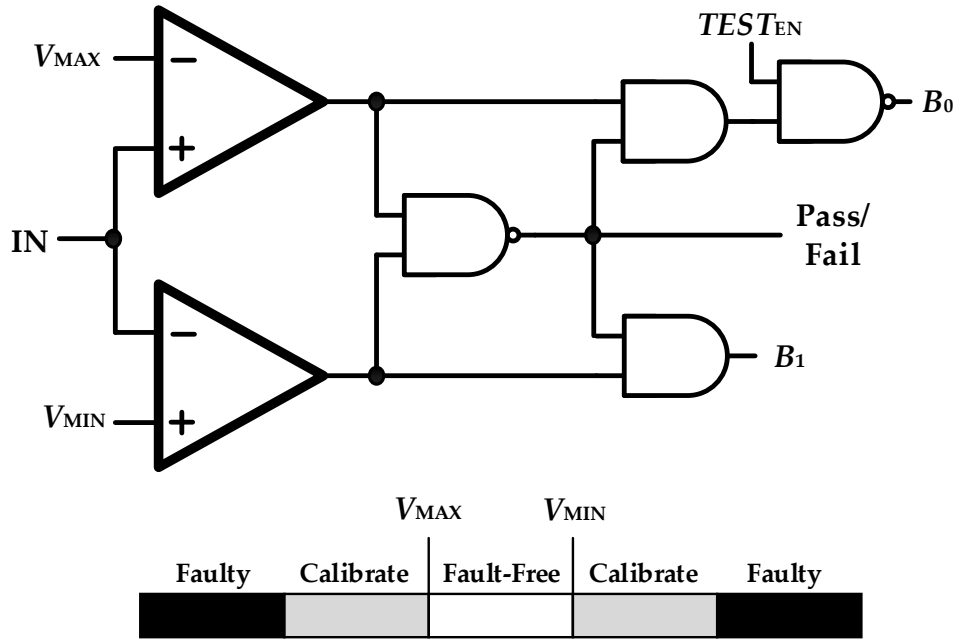 TESTEN
VMAX
−
B0
+
IN
Pass/
Fail
−
B1
VMIN
+
VMAX VMIN
Faulty Calibrate Fault-Free Calibrate Faulty